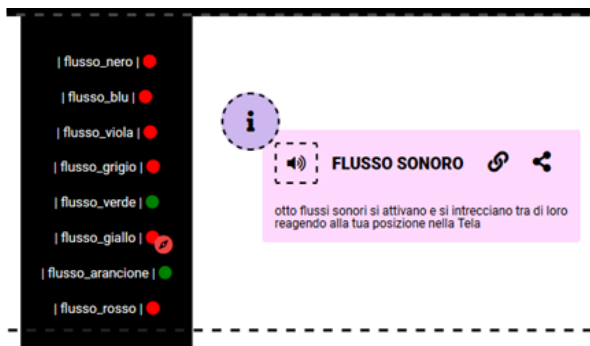 | flusso_nero |
| flusso_blu |
| flusso_viola |
| flusso_grigio |
| flusso_verde |
| flusso_giallo |
| flusso_arancione |
| flusso_rosso |
i
FLUSSO SONORO
otto flussi sonori si attivano e si intrecciano tra di loro
reagendo alla tua posizione nella Tela